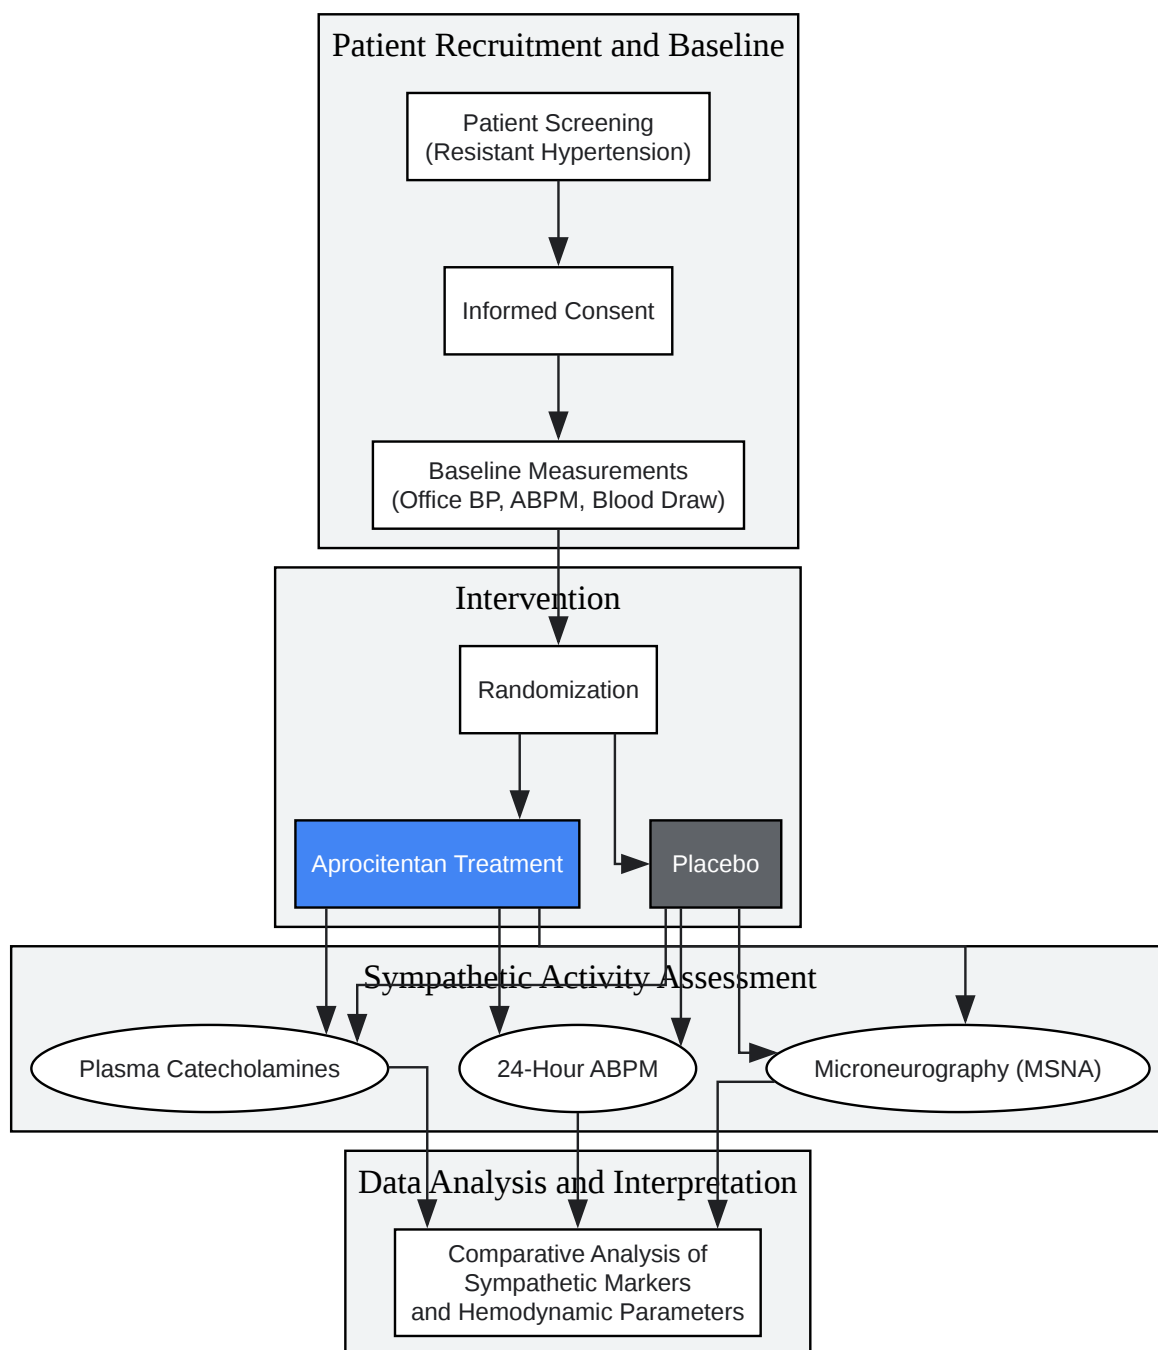 Patient Recruitment and Baseline
Patient Screening
(Resistant Hypertension)
Informed Consent
Baseline Measurements
(Office BP, ABPM, Blood Draw)
Intervention
Randomization
Aprocitentan Treatment
Placebo
Sympathetic Activity Assessment
Plasma Catecholamines
24-Hour ABPM
Microneurography (MSNA)
Data Analysis and Interpretation
Comparative Analysis of
Sympathetic Markers
and Hemodynamic Parameters